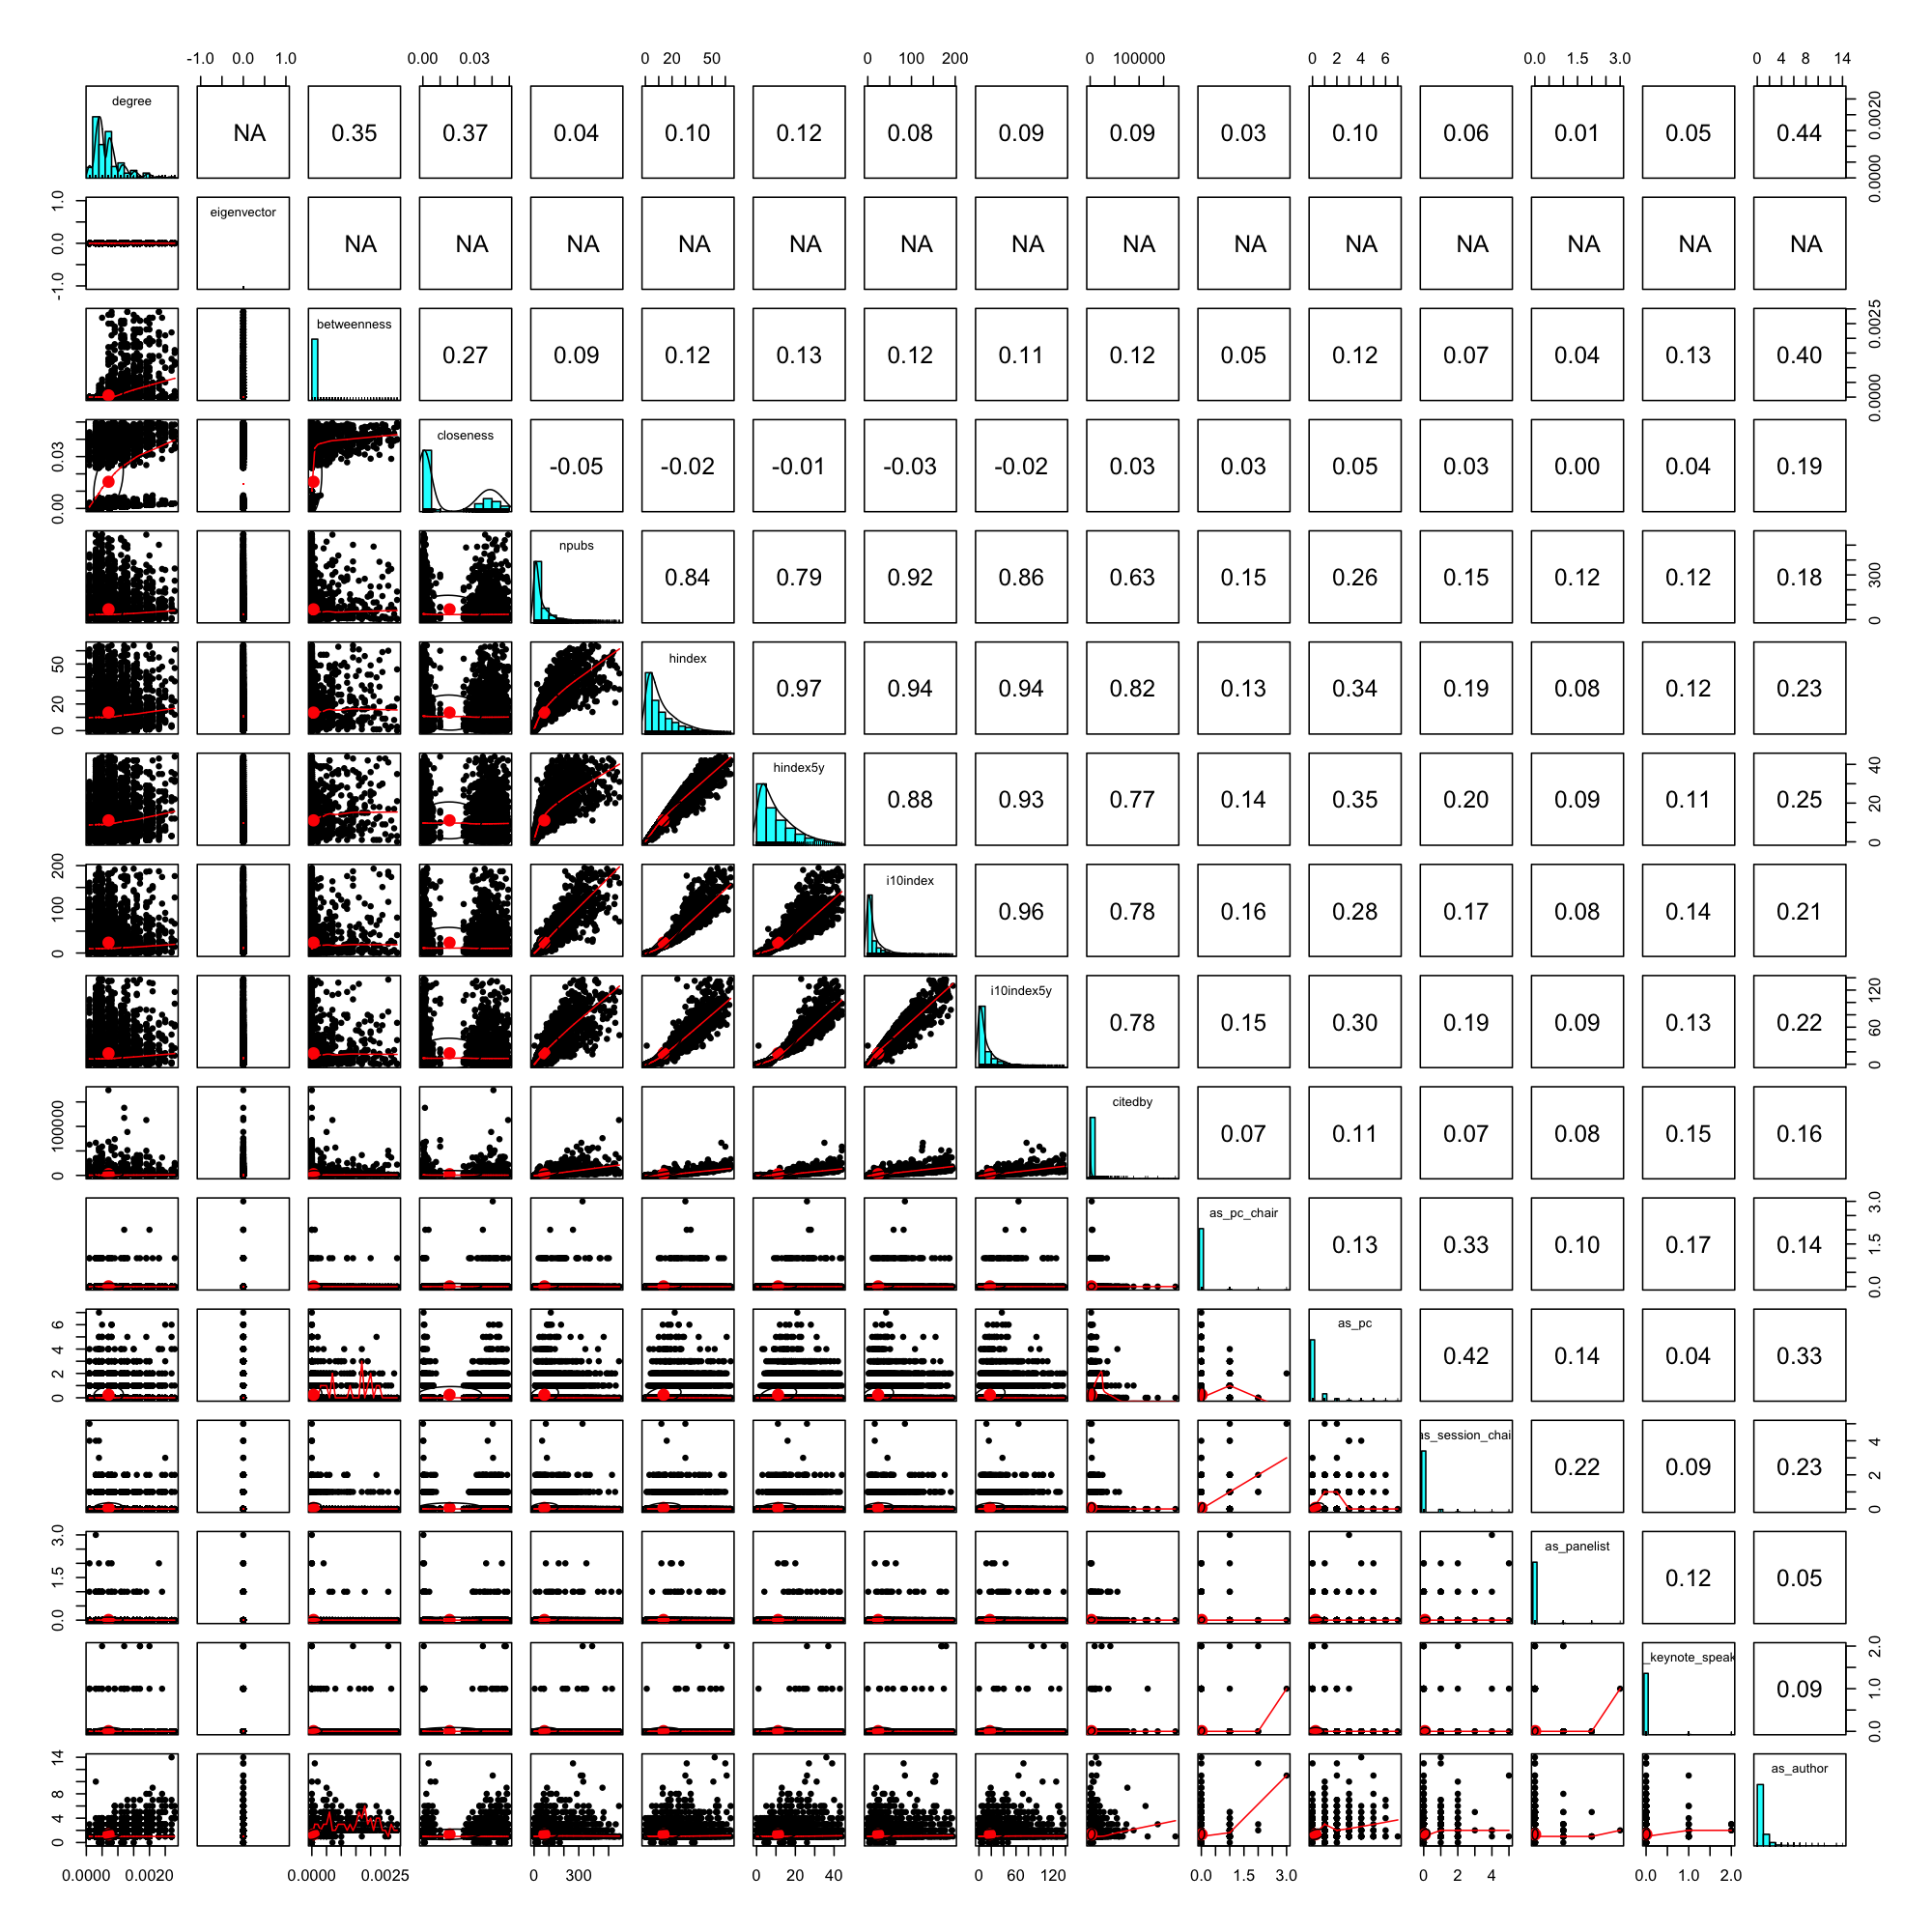 -1.0 0.0 1.0 0.00 0.03 0 20 50 0 100 200 0 100000 0 1 2 4 6 0.0 1.5 3.0 0 4 8 14
degree NA 0.35 0.37 0.04 0.10 0.12 0.08 0.09 0.09 0.03 0.10 0.06 0.01 0.05 0.44 0.0000 0.0020
-1.0 0.0 1.0 eigenvector NA NA NA NA NA NA NA NA NA NA NA NA NA NA
betweenness 0.27 0.09 0.12 0.13 0.12 0.11 0.12 0.05 0.12 0.07 0.04 0.13 0.40 0.0000 0.0025
0.00 0.03 closeness -0.05 -0.02 -0.01 -0.03 -0.02 0.03 0.03 0.05 0.03 0.00 0.04 0.19
npubs 0.84 0.79 0.92 0.86 0.63 0.15 0.26 0.15 0.12 0.12 0.18 0 300
0 20 50 hindex 0.97 0.94 0.94 0.82 0.13 0.34 0.19 0.08 0.12 0.23
hindex5y 0.88 0.93 0.77 0.14 0.35 0.20 0.09 0.11 0.25 0 20 40
0 100 200 i10index 0.96 0.78 0.16 0.28 0.17 0.08 0.14 0.21
i10index5y 0.78 0.15 0.30 0.19 0.09 0.13 0.22 0 60 120
0 100000 citedby 0.07 0.11 0.07 0.08 0.15 0.16
as_pc_chair 0.13 0.33 0.10 0.17 0.14 0.0 1.5 3.0
0 2 4 6 as_pc 0.42 0.14 0.04 0.33
as_session_chai 0.22 0.09 0.23 0 2 4
0.0 1.5 3.0 as_panelist 0.12 0.05
_keynote_speak 0.09 0.0 1.0 2.0
0 4 8 14 as_author
0.0000 0.0020 0.0000 0.0025 0 300 0 20 40 0 60 120 0.0 1.5 3.0 0 2 4 0.0 1.0 2.0